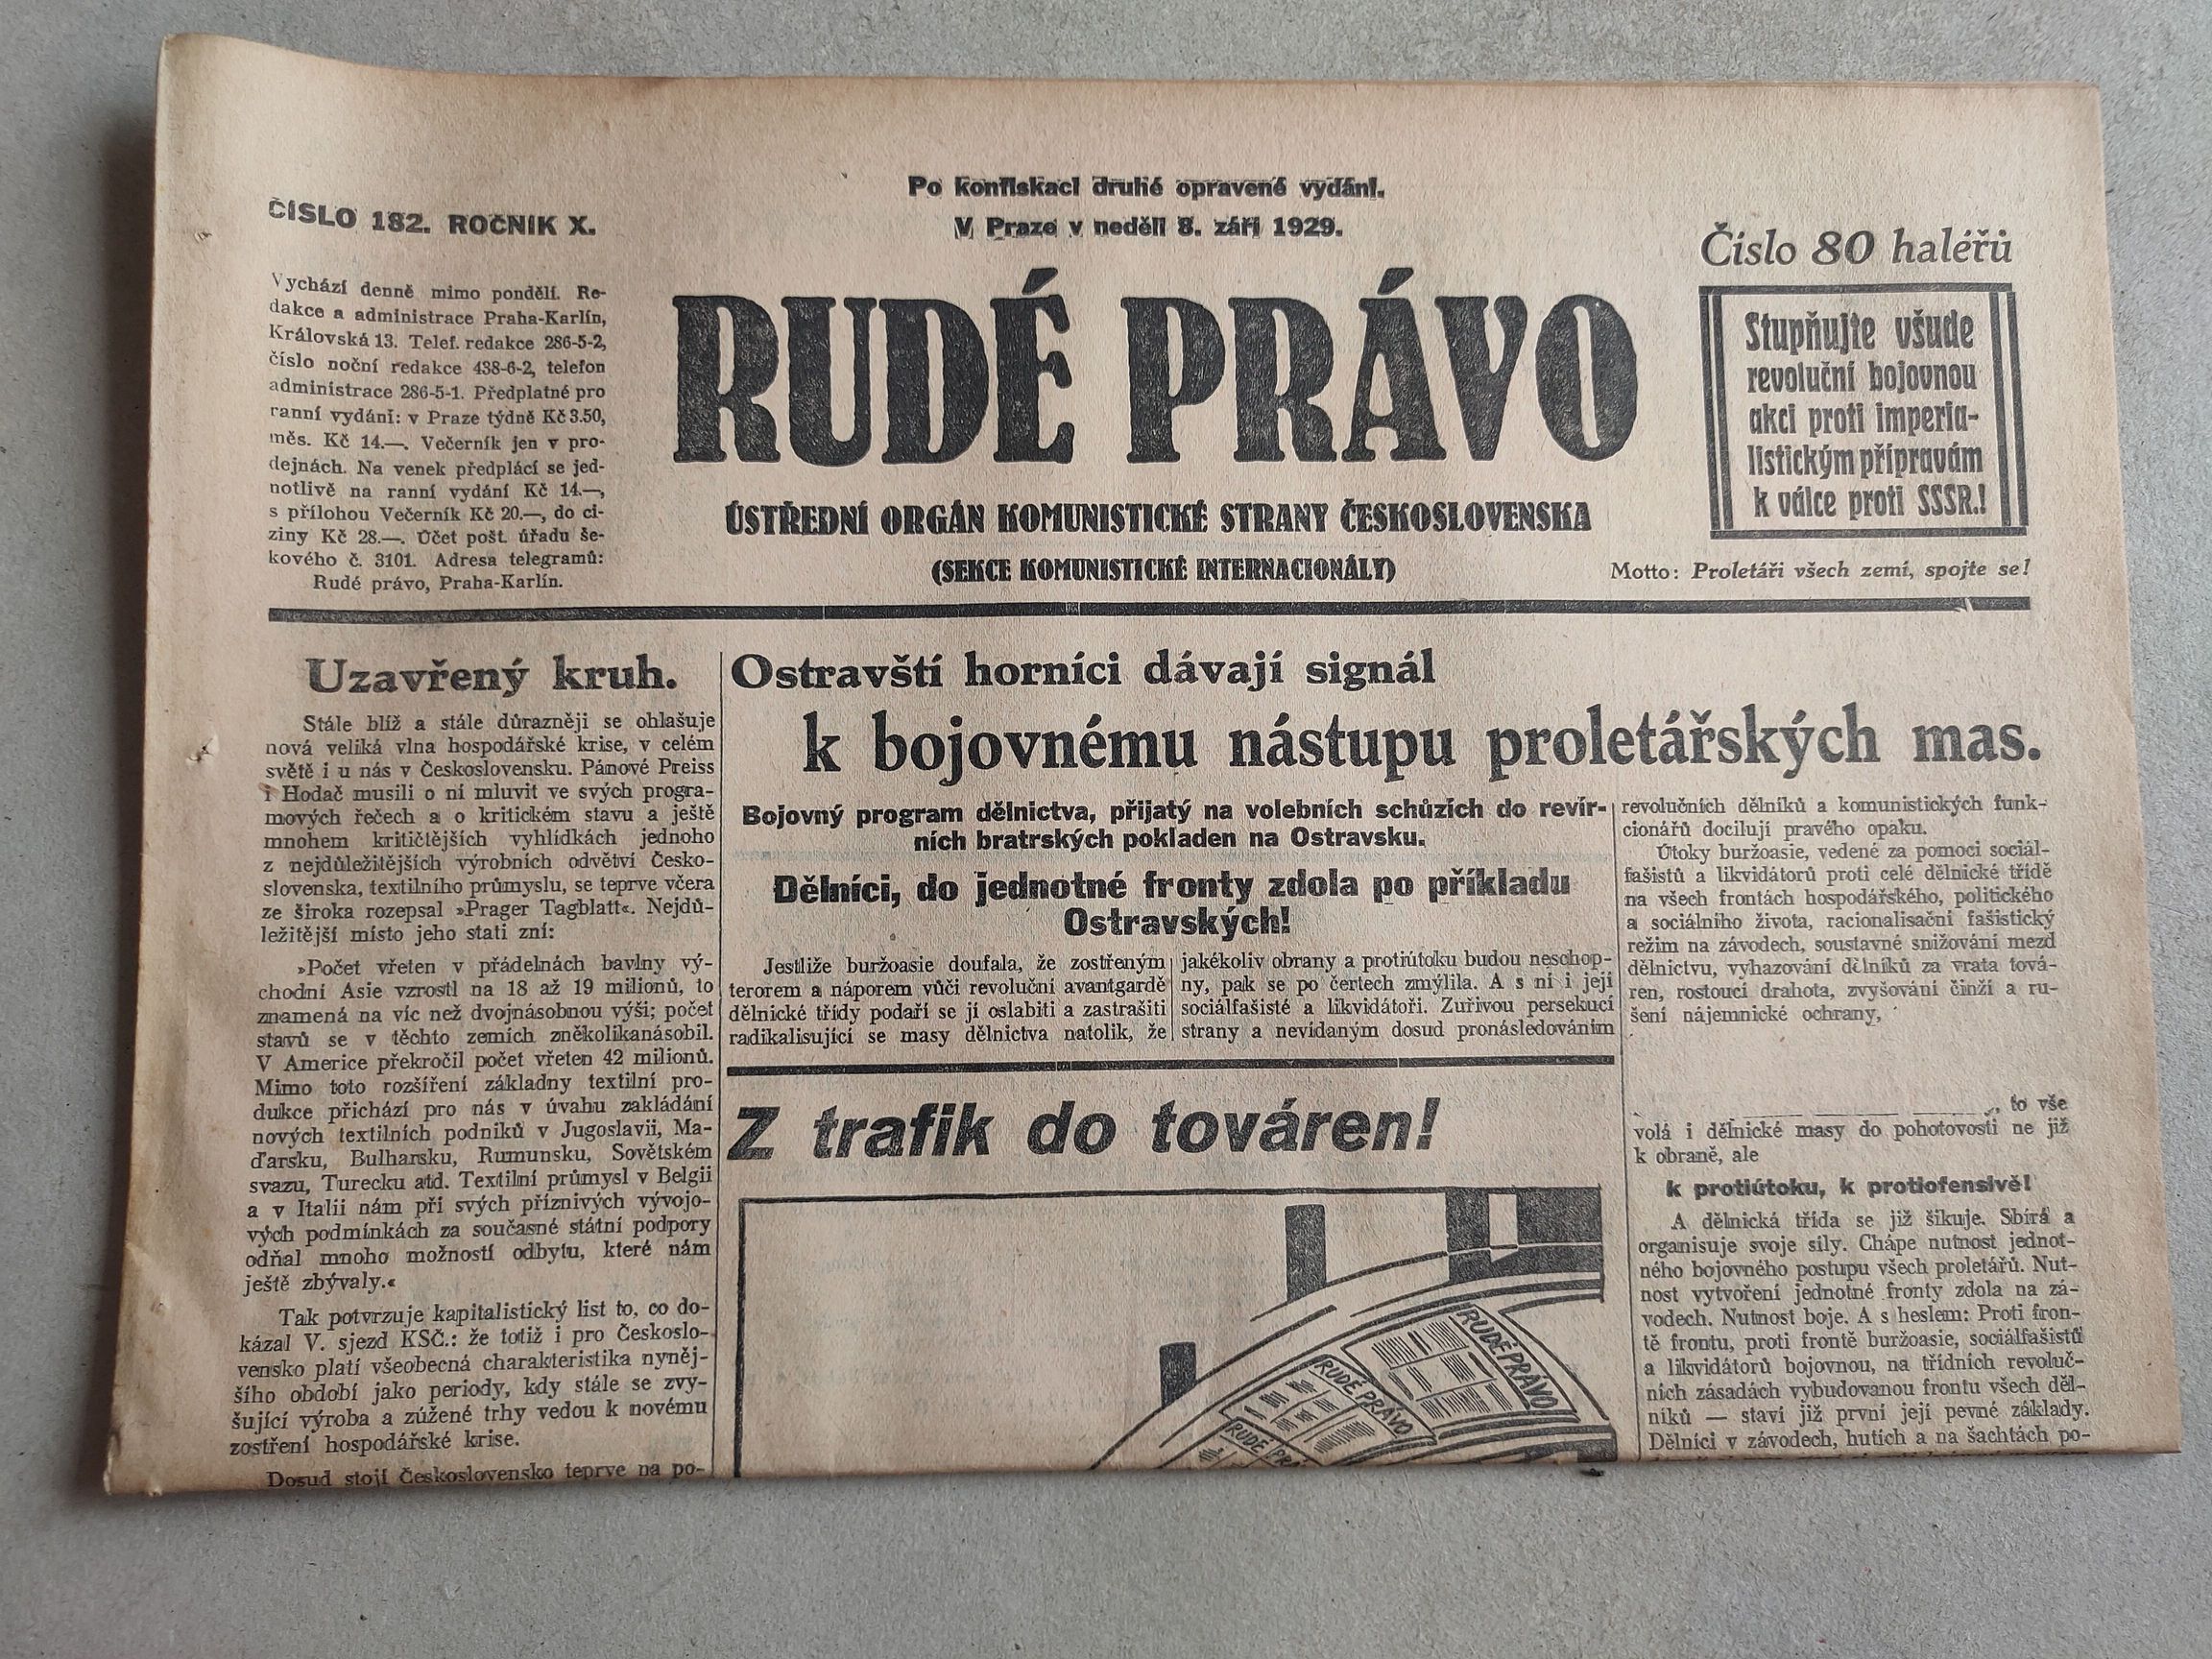 Po konfiskaci druhé opravené vydání.
V Praze v neděli 8. září 1929.
ČÍSLO 182. ROČNÍK X.
Vychází denně mimo pondělí. Re-
dakce a administrace Praha-Karlín,
Královská 13. Telef. redakce 286-5-2,
číslo noční redakce 438-6-2, telefon
administrace 286-5-1. Předplatné pro
ranní vydání: v Praze týdně Kč 3.50,
měs. Kč 14.—. Večerník jen v pro-
dejnách. Na venek předplácí se jed-
notlivě na ranní vydání Kč 14.—,
s přílohou Večerník Kč 20.—, do ci-
ziny Kč 28.—. Účet pošt. úřadu še-
kového č. 3101. Adresa telegramů:
Rudé právo, Praha-Karlín.
RUDÉ PRÁVO
ÚSTŘEDNÍ ORGÁN KOMUNISTICKÉ STRANY ČESKOSLOVENSKA
(SEKCE KOMUNISTICKÉ INTERNACIONÁLY)
Číslo 80 haléřů
Stupňujte všude
revoluční bojovnou
akci proti imperia-
listickým přípravám
k válce proti SSSR.!
Motto: Proletáři všech zemí, spojte se!
Uzavřený kruh.
Stále blíž a stále důrazněji se ohlašuje
nová veliká vlna hospodářské krise, v celém
světě i u nás v Československu. Pánové Preiss
i Hodač musili o ní mluvit ve svých progra-
mových řečech a o kritickém stavu a ještě
mnohem kritičtějších vyhlídkách jednoho
z nejdůležitějších výrobních odvětví Česko-
slovenska, textilního průmyslu, se teprve včera
ze široka rozepsal »Prager Tagblatt«. Nejdů-
ležitější místo jeho stati zní:
»Počet vřeten v přádelnách bavlny vý-
chodní Asie vzrostl na 18 až 19 milionů, to
znamená na víc než dvojnásobnou výši; počet
stavů se v těchto zemích zněkolikanásobil.
V Americe překročil počet vřeten 42 milionů.
Mimo toto rozšíření základny textilní pro-
dukce přichází pro nás v úvahu zakládání
nových textilních podniků v Jugoslavii, Ma-
ďarsku, Bulharsku, Rumunsku, Sovětském
svazu, Turecku atd. Textilní průmysl v Belgii
a v Italii nám při svých příznivých vývojo-
vých podmínkách za současné státní podpory
odňal mnoho možností odbytu, které nám
ještě zbývaly.«
Tak potvrzuje kapitalistický list to, co do-
kázal V. sjezd KSČ.: že totiž i pro Českoslo-
vensko platí všeobecná charakteristika nyněj-
šího období jako periody, kdy stále se zvy-
šující výroba a zúžené trhy vedou k novému
zostření hospodářské krise.
Dosud stojí Československo teprve na po-
Ostravští horníci dávají signál
k bojovnému nástupu proletářských mas.
Bojovný program dělnictva, přijatý na volebních schůzích do revír-
ních bratrských pokladen na Ostravsku.
Dělníci, do jednotné fronty zdola po příkladu
Ostravských!
Jestliže buržoasie doufala, že zostřeným
terorem a náporem vůči revoluční avantgardě
dělnické třídy podaří se jí oslabiti a zastrašiti
radikalisující se masy dělnictva natolik, že
jakékoliv obrany a protiútoku budou neschop-
ny, pak se po čertech zmýlila. A s ní i její
sociálfašisté a likvidátoři. Zuřivou persekucí
strany a nevídaným dosud pronásledováním
revolučních dělníků a komunistických funk-
cionářů docilují pravého opaku.
Útoky buržoasie, vedené za pomoci sociál-
fašistů a likvidátorů proti celé dělnické třídě
na všech frontách hospodářského, politického
a sociálního života, racionalisační fašistický
režim na závodech, soustavné snižování mezd
dělnictvu, vyhazování dělníků za vrata tová-
ren, rostoucí drahota, zvyšování činží a ru-
šení nájemnické ochrany,
, to vše
volá i dělnické masy do pohotovosti ne již
k obraně, ale
k protiútoku, k protiofensivě!
A dělnická třída se již šikuje. Sbírá a
organisuje svoje síly. Chápe nutnost jednot-
ného bojovného postupu všech proletářů. Nut-
nost vytvoření jednotné fronty zdola na zá-
vodech. Nutnost boje. A s heslem: Proti fron-
tě frontu, proti frontě buržoasie, sociálfašistů
a likvidátorů bojovnou, na třídních revoluč-
ních zásadách vybudovanou frontu všech děl-
níků — staví již první její pevné základy.
Dělníci v závodech, hutích a na šachtách po-
Z trafik do továren!
RUDÉ PRÁVO
RUDÉ PRÁVO
RUDÉ PRÁ